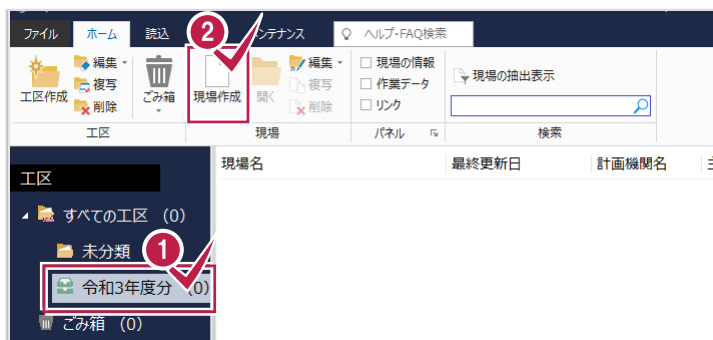 ファイル ホーム 読込 ンテナンス ヘルプ・FAQ検索
2
編集 編集 現場の情報
複写 複写 作業データ 現場の抽出表示
工区作成 削除 ごみ箱 現場作成 開く 削除 リンク
工区 現場 パネル 検索
工区 現場名 最終更新日 計画機関名
すべての工区 (0)
未分類
1
令和3年度分 (0)
ごみ箱 (0)